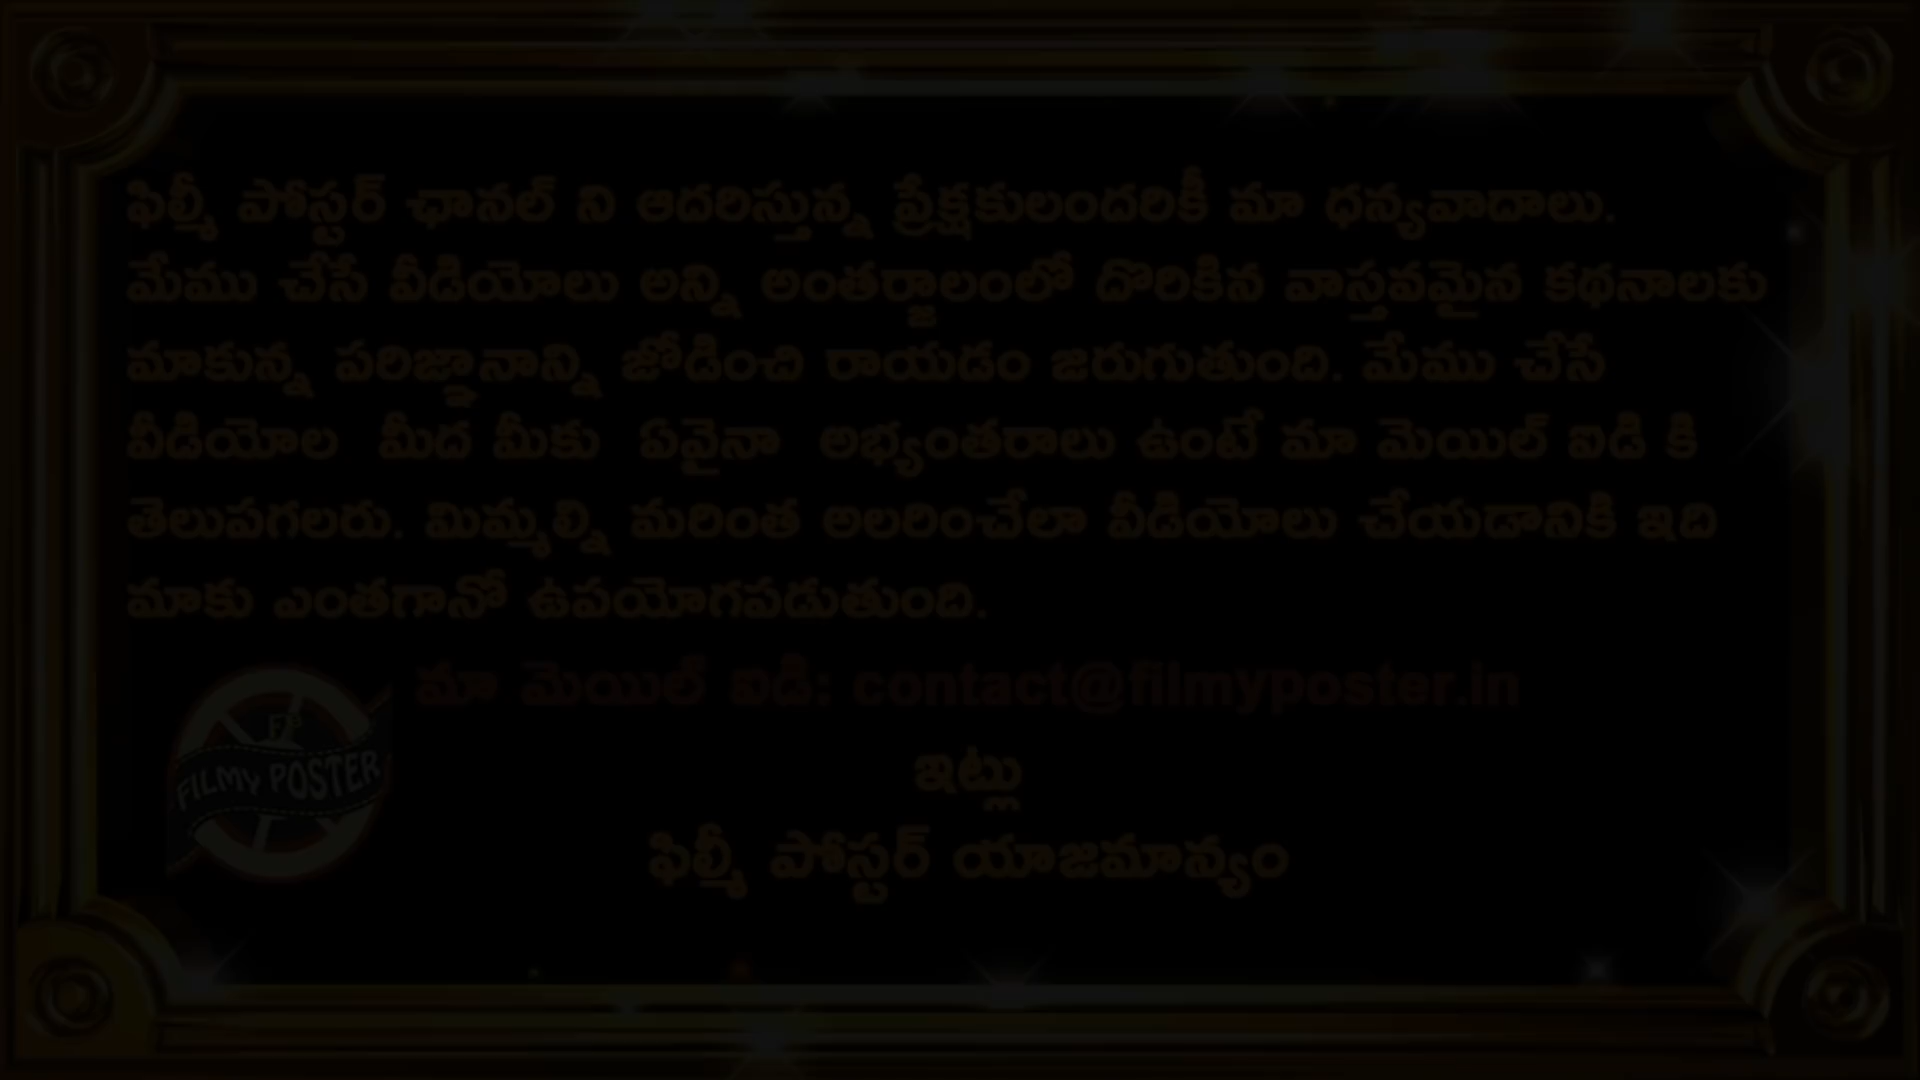 ఫిల్మీ పోస్టర్ ఛానల్ ని ఆదరిస్తున్న ప్రేక్షకులందరికీ మా ధన్యవాదాలు.
మేము చేసే వీడియోలు అన్ని అంతర్జాలంలో దొరికిన వాస్తవమైన కథనాలకు
మాకున్న పరిజ్ఞానాన్ని జోడించి రాయడం జరుగుతుంది. మేము చేసే
వీడియోల మీద మీకు ఏవైనా అభ్యంతరాలు ఉంటే మా మెయిల్ ఐడి కి
తెలుపగలరు. మిమ్మల్ని మరింత అలరించేలా వీడియోలు చేయడానికి ఇది
మాకు ఎంతగానో ఉపయోగపడుతుంది.
మా మెయిల్ ఐడి: contact@filmyposter.in
FP
FILMY POSTER
ఇట్లు
ఫిల్మీ పోస్టర్ యాజమాన్యం